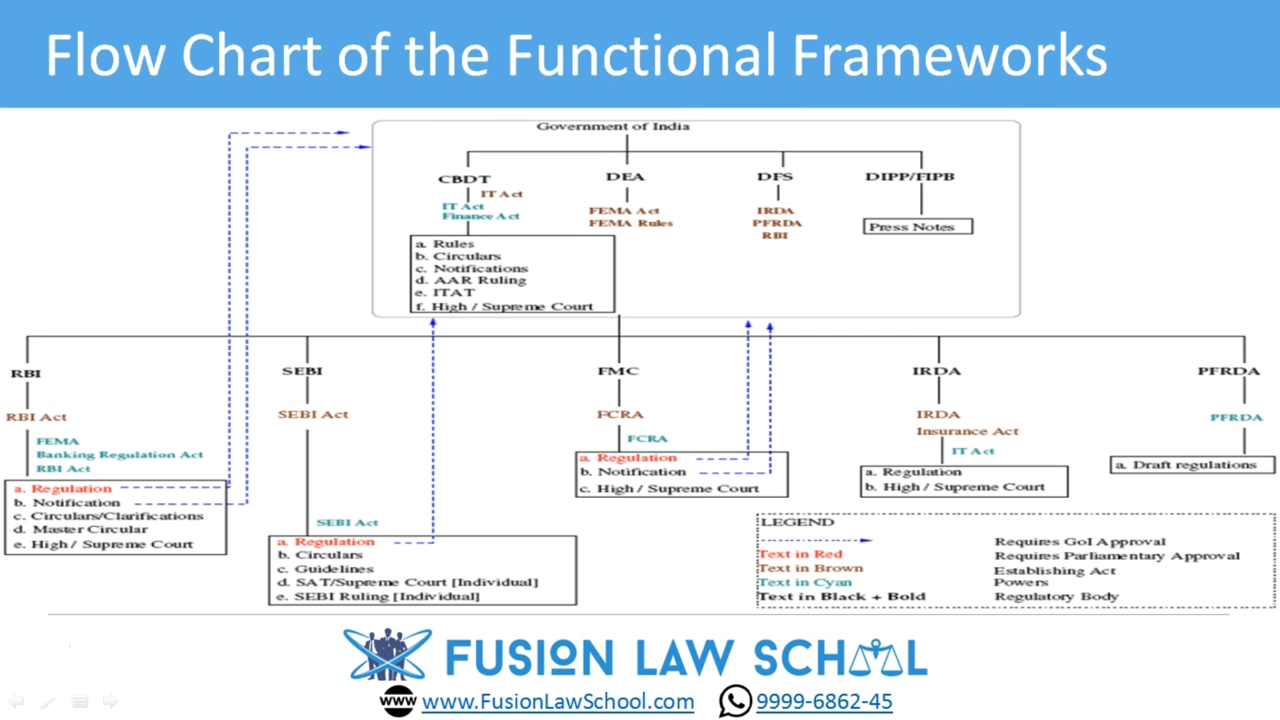 Flow Chart of the Functional Frameworks
Government of India
CBDT
DEA
DFS
DIPP/FIPB
IT Act
IT Act
Finance Act
FEMA Act
FEMA Rules
IRDA
PFRDA
RBI
Press Notes
a. Rules
b. Circulars
c. Notifications
d. AAR Ruling
e. ITAT
f. High / Supreme Court
RBI
RBI Act
FEMA
Banking Regulation Act
RBI Act
a. Regulation
b. Notification
c. Circulars/Clarifications
d. Master Circular
e. High / Supreme Court
SEBI
SEBI Act
SEBI Act
a. Regulation
b. Circulars
c. Guidelines
d. SAT/Supreme Court [Individual]
e. SEBI Ruling [Individual]
FMC
FCRA
FCRA
a. Regulation
b. Notification
c. High / Supreme Court
IRDA
IRDA
Insurance Act
IT Act
a. Regulation
b. High / Supreme Court
PFRDA
PFRDA
a. Draft regulations
LEGEND
Requires GoI Approval
Text in Red Requires Parliamentary Approval
Text in Brown Establishing Act
Text in Cyan Powers
Text in Black + Bold Regulatory Body
FUSION LAW SCHOOL
www www.FusionLawSchool.com 9999-6862-45